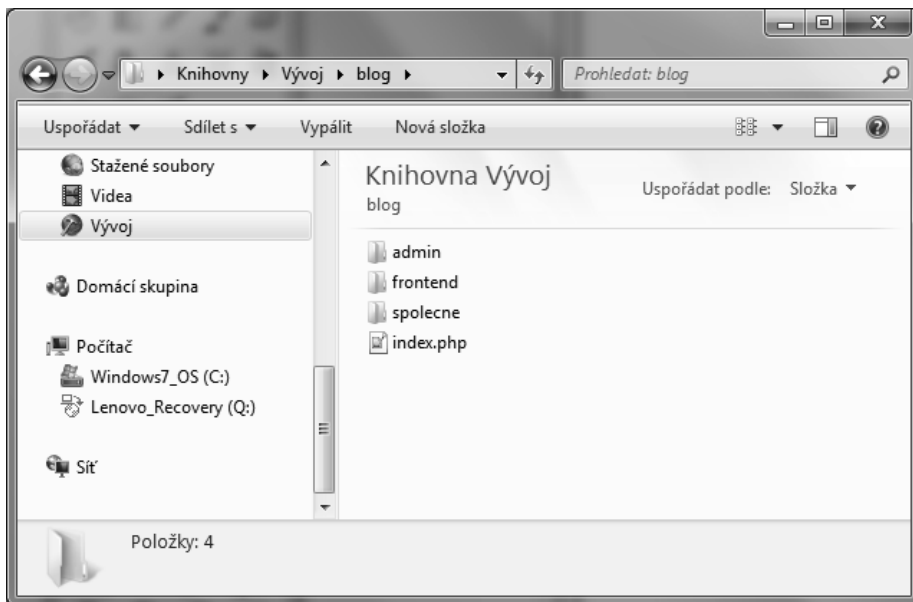 Knihovny Vývoj blog
Prohledat: blog
Uspořádat Sdílet s Vypálit Nová složka
Stažené soubory
Videa
Vývoj
Domácí skupina
Počítač
Windows7_OS (C:)
Lenovo_Recovery (Q:)
Síť
Knihovna Vývoj
blog
Uspořádat podle: Složka
admin
frontend
spolecne
index.php
Položky: 4